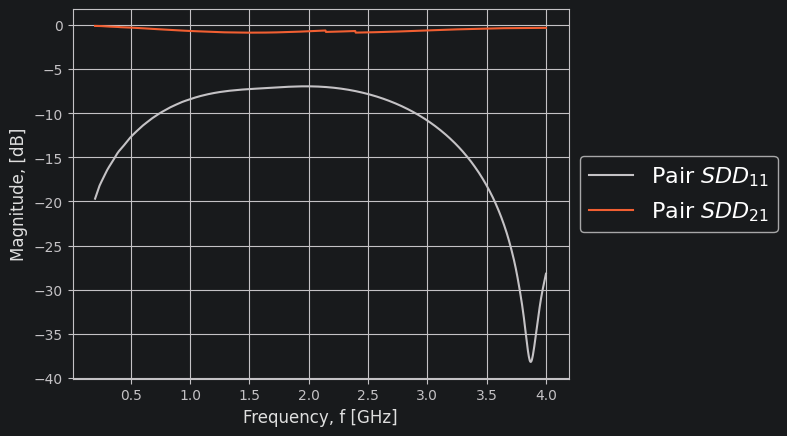 0
−5
−10
−15
−20
−25
−30
−35
−40
Magnitude, [dB]
0.5 1.0 1.5 2.0 2.5 3.0 3.5 4.0
Frequency, f [GHz]
Pair SDD₁₁
Pair SDD₂₁